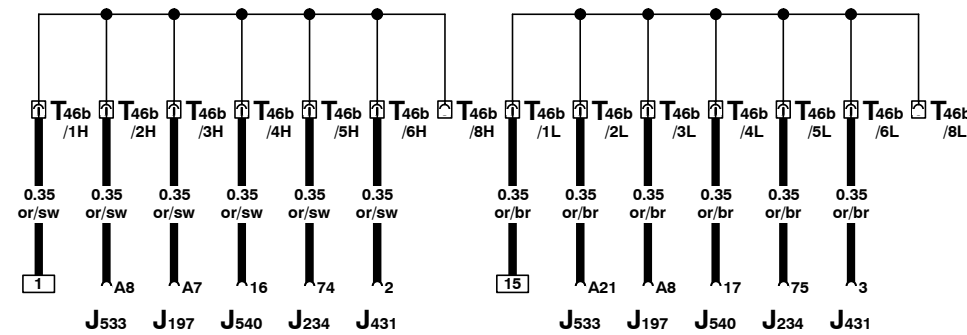 T46b /1H T46b /2H T46b /3H T46b /4H T46b /5H T46b /6H T46b /8H T46b /1L T46b /2L T46b /3L T46b /4L T46b /5L T46b /6L T46b /8L
0.35 0.35 0.35 0.35 0.35 0.35 0.35 0.35 0.35 0.35 0.35 0.35
or/sw or/sw or/sw or/sw or/sw or/sw or/br or/br or/br or/br or/br or/br
1 A8 A7 16 74 2 15 A21 A8 17 75 3
J533 J197 J540 J234 J431 J533 J197 J540 J234 J431